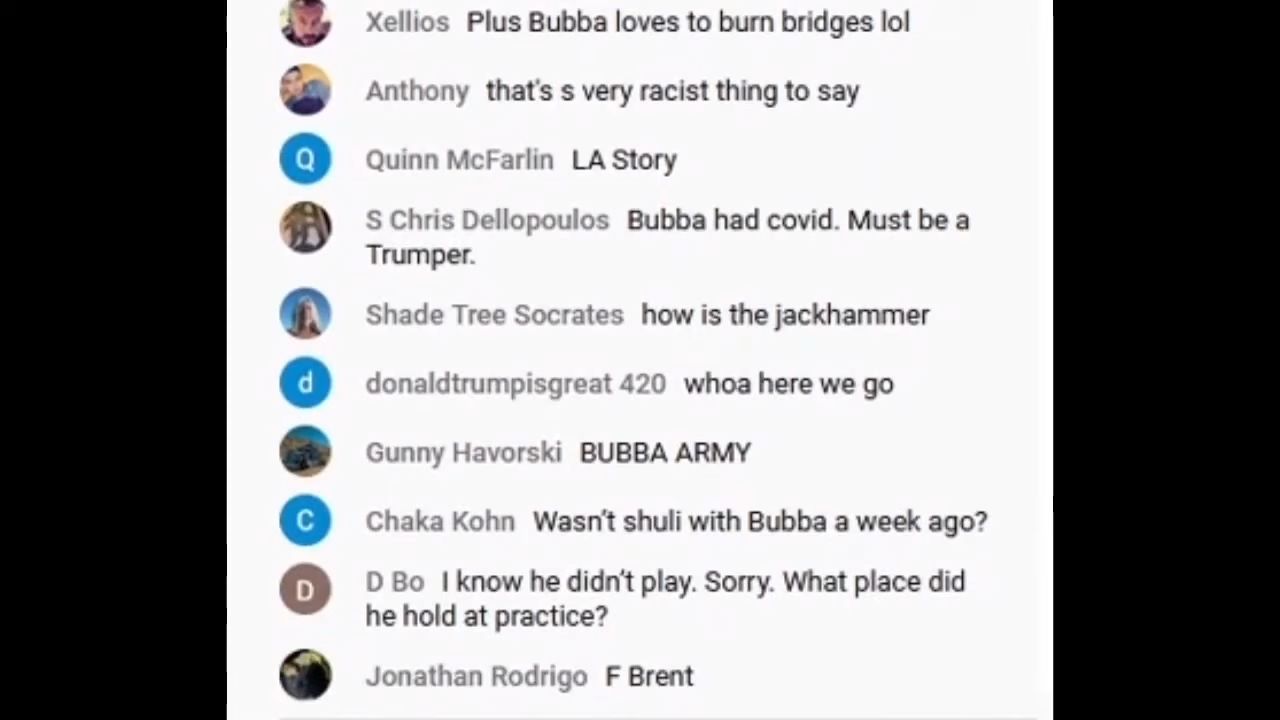 Xellios Plus Bubba loves to burn bridges lol
Anthony that's s very racist thing to say
Q Quinn McFarlin LA Story
S Chris Dellopoulos Bubba had covid. Must be a
Trumper.
Shade Tree Socrates how is the jackhammer
d donaldtrumpisgreat 420 whoa here we go
Gunny Havorski BUBBA ARMY
C Chaka Kohn Wasn't shuli with Bubba a week ago?
D D Bo I know he didn't play. Sorry. What place did
he hold at practice?
Jonathan Rodrigo F Brent